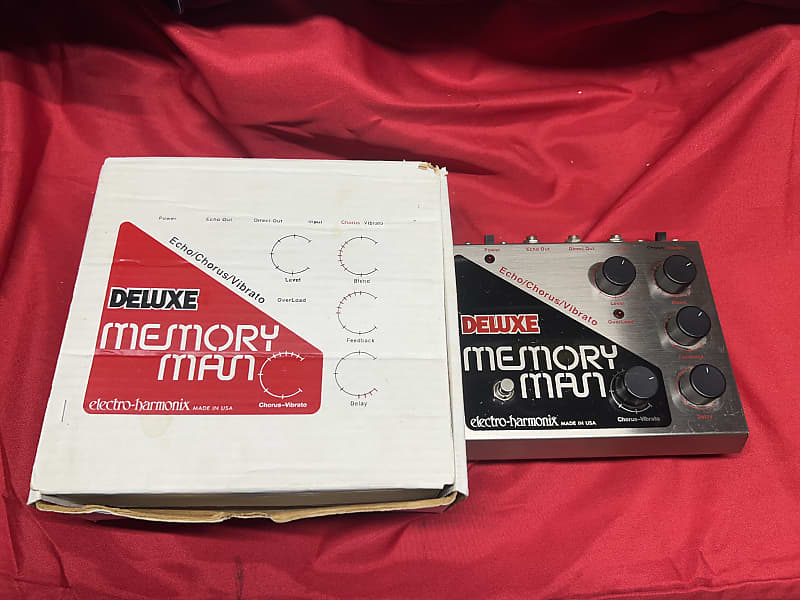 Power Echo Out Direct Out Input Chorus Vibrato
Echo/Chorus/Vibrato
Level
Blend
DELUXE
OverLoad
MEMORY
MAN
Feedback
Delay
electro-harmonix MADE IN USA
Chorus-Vibrato
Power Echo Out Direct Out
Echo/Chorus/Vibrato
Level
DELUXE
OverLoad
MEMORY
MAN
electro-harmonix MADE IN USA
Chorus-Vibrato